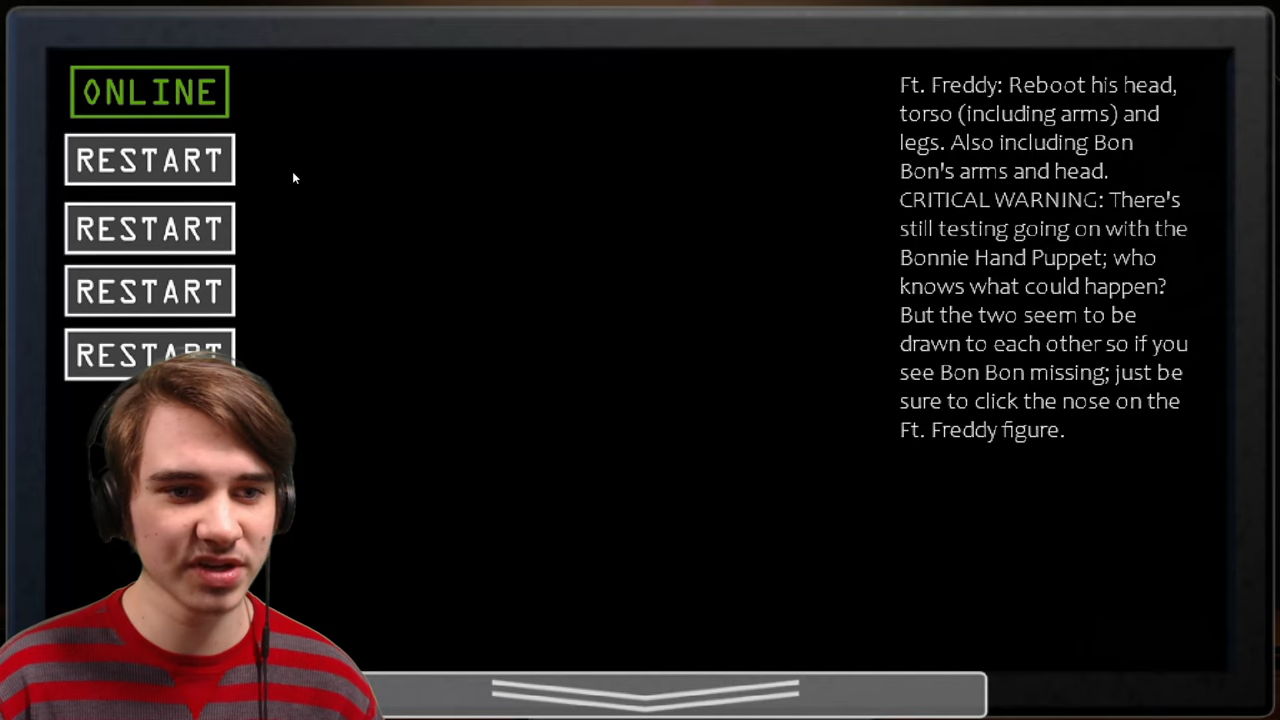 ONLINE
RESTART
RESTART
RESTART
RESTART
Ft. Freddy: Reboot his head,
torso (including arms) and
legs. Also including Bon
Bon's arms and head.
CRITICAL WARNING: There's
still testing going on with the
Bonnie Hand Puppet; who
knows what could happen?
But the two seem to be
drawn to each other so if you
see Bon Bon missing; just be
sure to click the nose on the
Ft. Freddy figure.